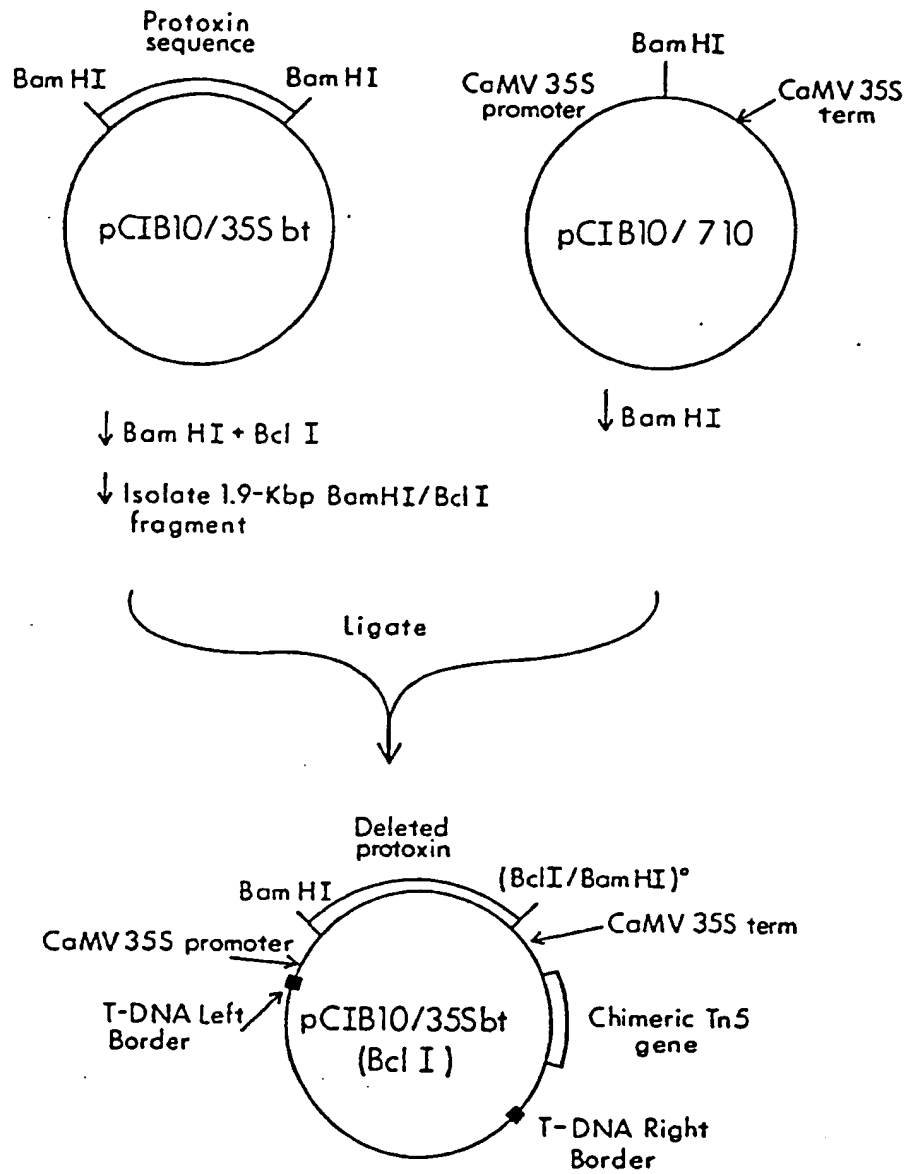 Protoxin
sequence
Bam HI
Bam HI
pCIB10/35S bt
Bam HI
CaMV 35S
promoter
CaMV 35S
term
pCIB10/710
↓ Bam HI + Bcl I
↓ Isolate 1.9-Kbp BamHI/Bcl I
fragment
↓ Bam HI
Ligate
Deleted
protoxin
Bam HI
(BclI/Bam HI)°
CaMV 35S promoter
CaMV 35S term
T-DNA Left
Border
pCIB10/35Sbt
(Bcl I)
Chimeric Tn5
gene
T-DNA Right
Border